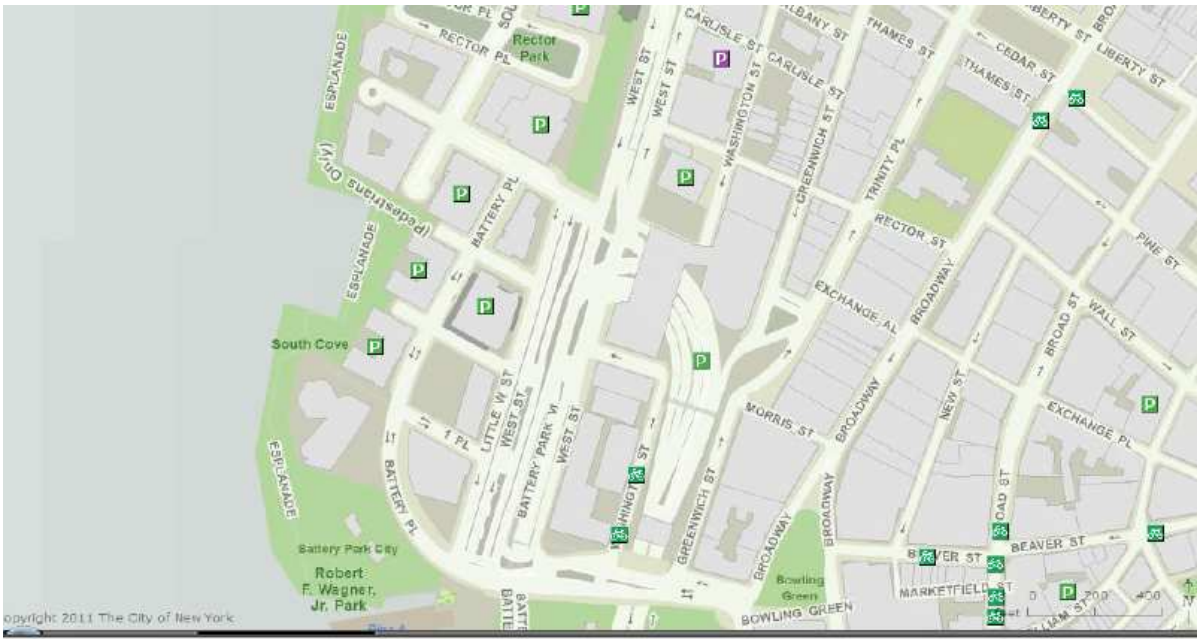 RECTOR PL
Rector
Park
ESPLANADE
WEST ST
WEST ST
CARLISLE ST
CARLISLE ST
P
WASHINGTON ST
ALBANY ST
THAMES ST
CEDAR ST
LIBERTY ST
THAMES ST
GREENWICH ST
TRINITY PL
(Pedestrians Only)
BATTERY PL
RECTOR ST
PINE ST
ESPLANADE
EXCHANGE AL
BROADWAY
BROAD ST
WALL ST
South Cove
LITTLE W ST
WEST ST
BATTERY PARK
WEST ST
MORRIS ST
BROADWAY
NEW ST
EXCHANGE PL
ESPLANADE
BATTERY PL
GREENWICH ST
BROADWAY
BROADWAY
BEAVER ST
BEAVER ST
Battery Park City
Robert
F. Wagner,
Jr. Park
Bowling
Green
MARKETFIELD ST
0 200 400
BOWLING GREEN
opyright 2011 The City of New York